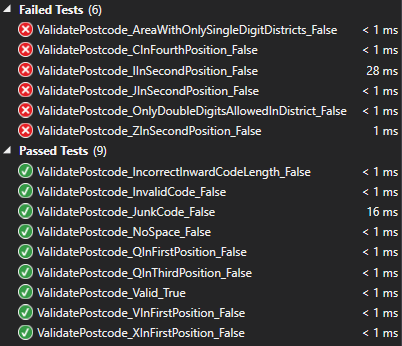 Failed Tests (6)
ValidatePostcode_AreaWithOnlySingleDigitDistricts_False < 1 ms
ValidatePostcode_CInFourthPosition_False < 1 ms
ValidatePostcode_IInSecondPosition_False 28 ms
ValidatePostcode_JInSecondPosition_False < 1 ms
ValidatePostcode_OnlyDoubleDigitsAllowedInDistrict_False < 1 ms
ValidatePostcode_ZInSecondPosition_False 1 ms
Passed Tests (9)
ValidatePostcode_IncorrectInwardCodeLength_False < 1 ms
ValidatePostcode_InvalidCode_False < 1 ms
ValidatePostcode_JunkCode_False 16 ms
ValidatePostcode_NoSpace_False < 1 ms
ValidatePostcode_QInFirstPosition_False < 1 ms
ValidatePostcode_QInThirdPosition_False < 1 ms
ValidatePostcode_Valid_True < 1 ms
ValidatePostcode_VInFirstPosition_False < 1 ms
ValidatePostcode_XInFirstPosition_False < 1 ms